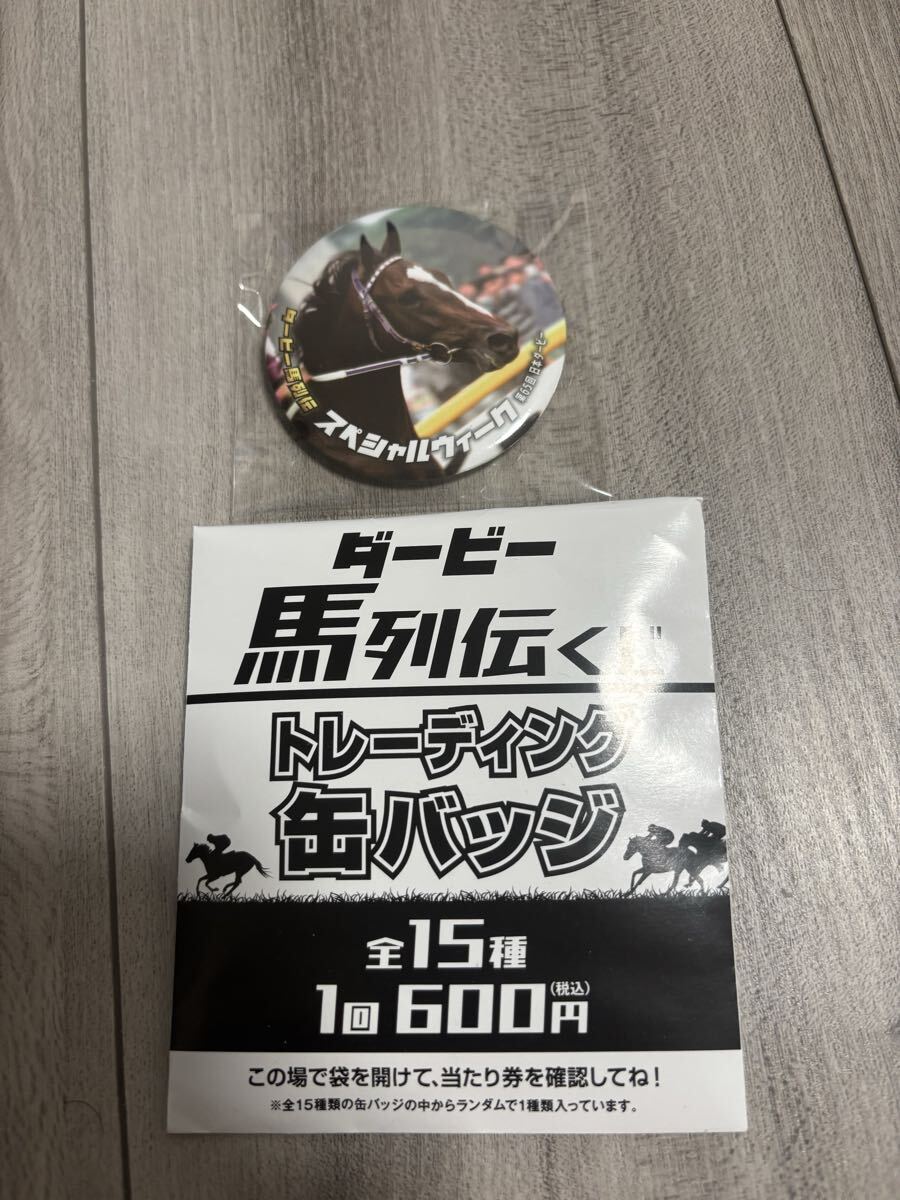 ダービー馬列伝
スペシャルウィーク
第65回 日本ダービー
ダービー
馬列伝くじ
トレーディング
缶バッジ
全15種
1回 600円(税込)
この場で袋を開けて、当たり券を確認してね!
※全15種類の缶バッジの中からランダムで1種類入っています。